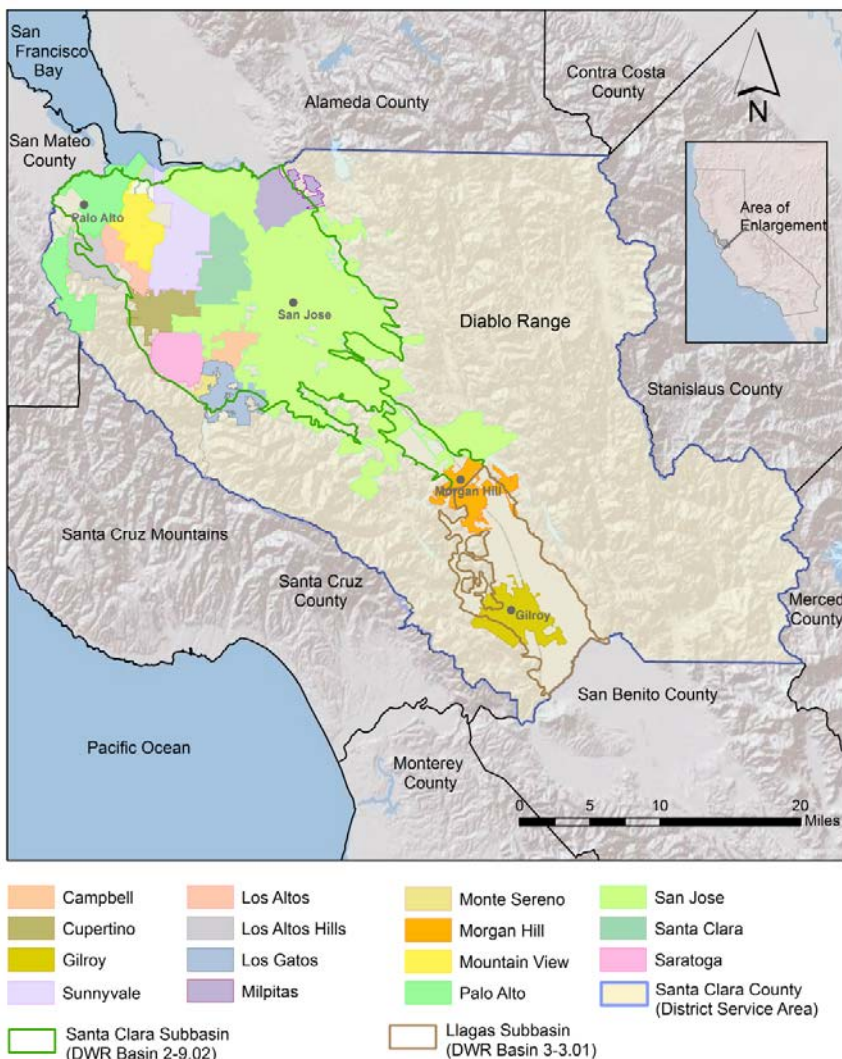 San
Francisco
Bay
Contra Costa
County
Alameda County
N
San Mateo
County
Palo Alto
Area of
Enlargement
San Jose
Diablo Range
Stanislaus County
Morgan Hill
Santa Cruz Mountains
Santa Cruz
County
Merced
County
Gilroy
San Benito County
Pacific Ocean
Monterey
County
0 5 10 20
Miles
Campbell
Cupertino
Gilroy
Sunnyvale
Los Altos
Los Altos Hills
Los Gatos
Milpitas
Monte Sereno
Morgan Hill
Mountain View
Palo Alto
San Jose
Santa Clara
Saratoga
Santa Clara County
(District Service Area)
Santa Clara Subbasin
(DWR Basin 2-9.02)
Llagas Subbasin
(DWR Basin 3-3.01)